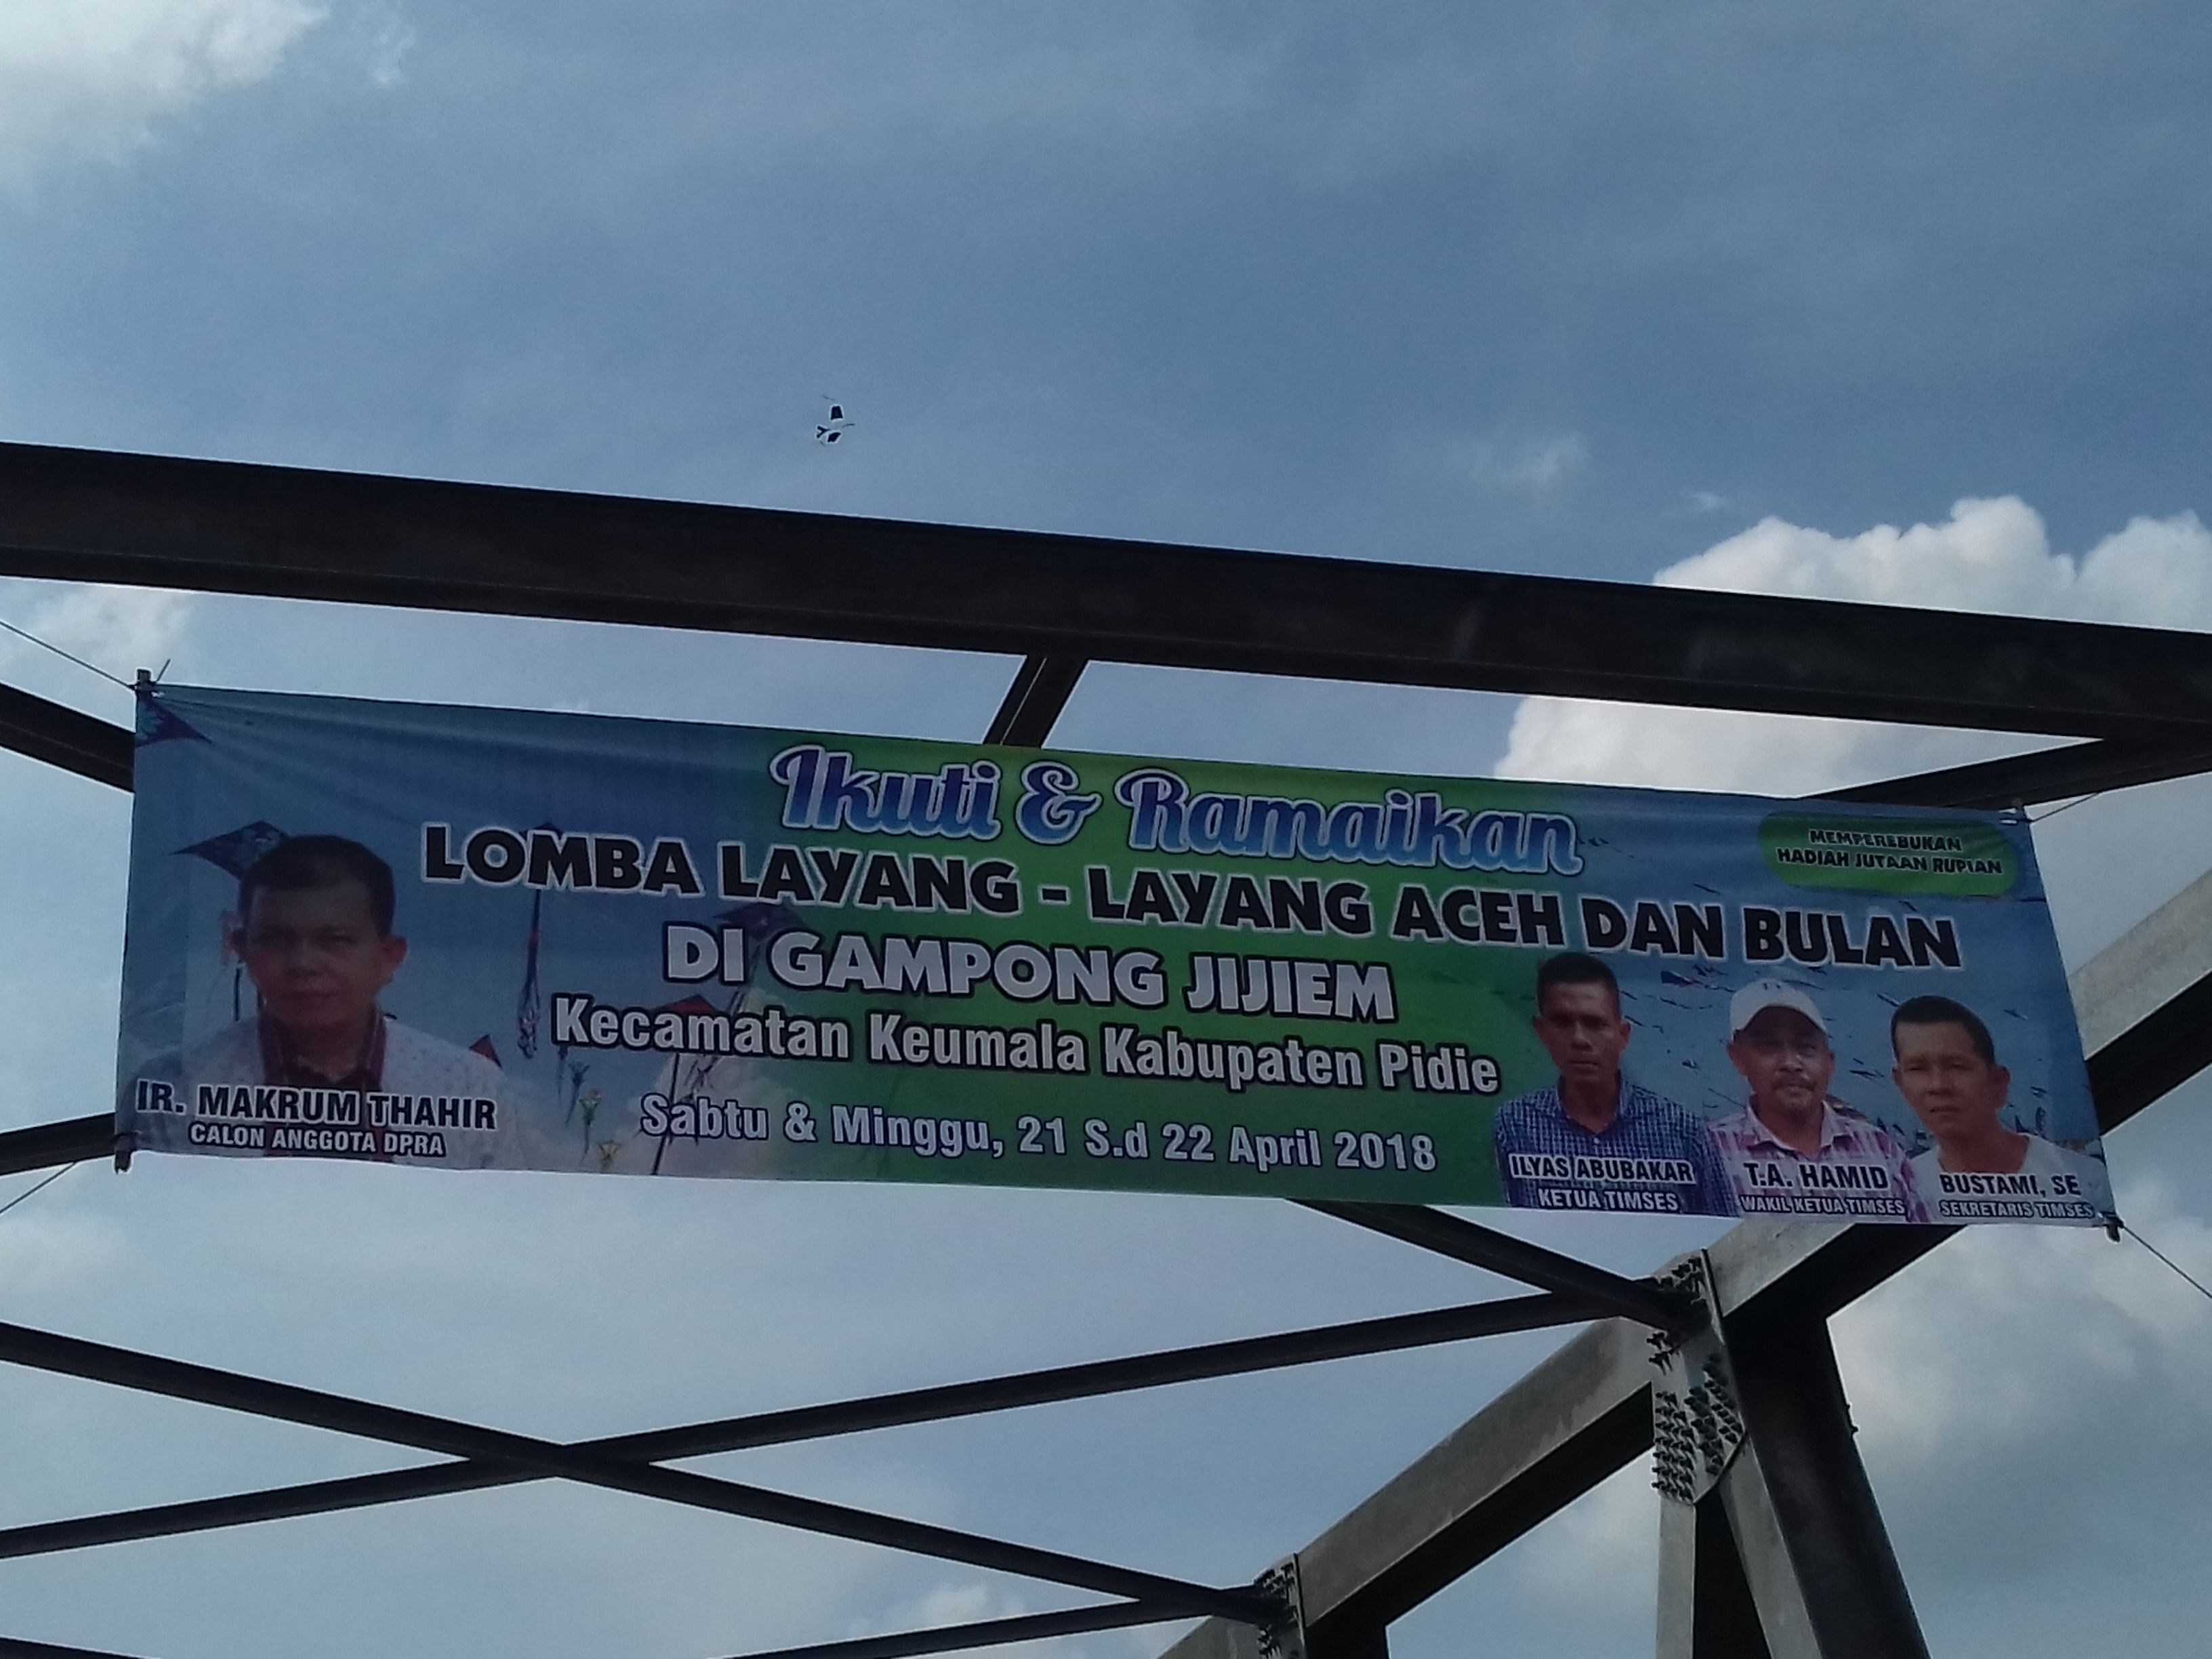 Ikuti & Ramaikan
MEMPEREBUKAN
HADIAH JUTAAN RUPIAN
LOMBA LAYANG - LAYANG ACEH DAN BULAN
DI GAMPONG JIJIEM
Kecamatan Keumala Kabupaten Pidie
Sabtu & Minggu, 21 S.d 22 April 2018
IR. MAKRUM THAHIR
CALON ANGGOTA DPRA
ILYAS ABUBAKAR
KETUA TIMSES
T.A. HAMID
WAKIL KETUA TIMSES
BUSTAMI, SE
SEKRETARIS TIMSES